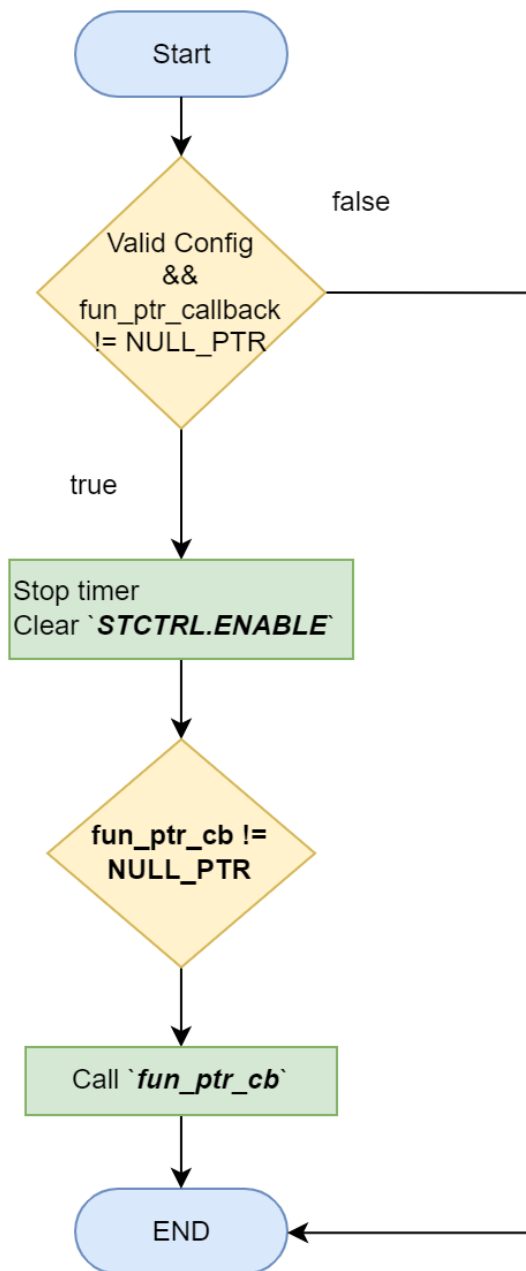 Start
false
Valid Config
&&
fun_ptr_callback
!= NULL_PTR
true
Stop timer
Clear `STCTRL.ENABLE`
fun_ptr_cb !=
NULL_PTR
Call `fun_ptr_cb`
END